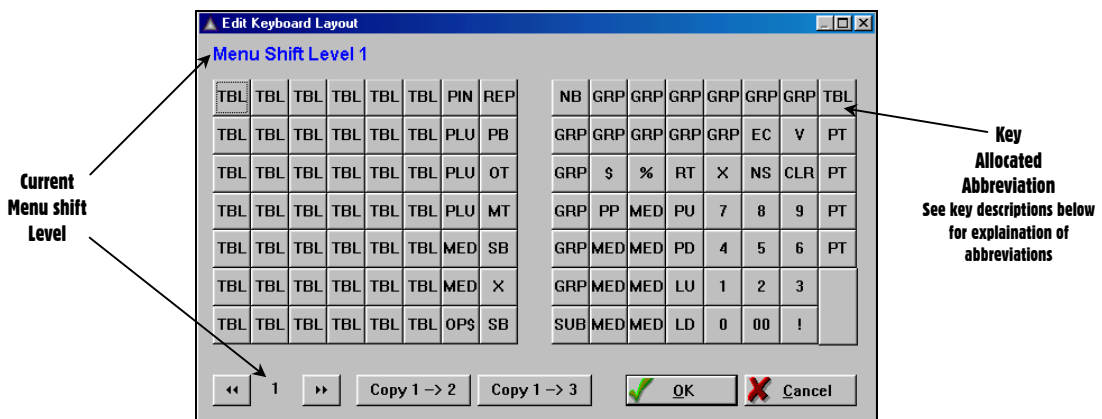 Edit Keyboard Layout
Menu Shift Level 1
TBL TBL TBL TBL TBL TBL PIN REP NB GRP GRP GRP GRP GRP GRP TBL
TBL TBL TBL TBL TBL TBL PLU PB GRP GRP GRP GRP GRP EC V PT
TBL TBL TBL TBL TBL TBL PLU OT GRP $ % RT X NS CLR PT
TBL TBL TBL TBL TBL TBL PLU MT GRP PP MED PU 7 8 9 PT
TBL TBL TBL TBL TBL TBL MED SB GRP MED MED PD 4 5 6 PT
TBL TBL TBL TBL TBL TBL MED X GRP MED MED LU 1 2 3
TBL TBL TBL TBL TBL TBL OP$ SB SUB MED MED LD 0 00 !
1 Copy 1 -> 2 Copy 1 -> 3 OK Cancel
Current
Menu shift
Level
Key
Allocated
Abbreviation
See key descriptions below
for explaination of
abbreviations